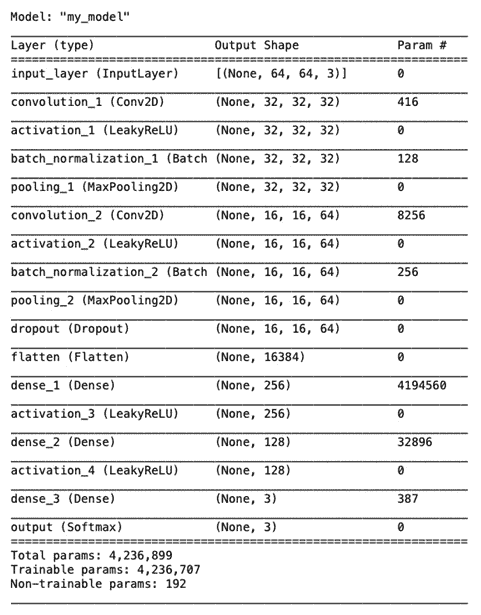 Model: "my_model"
Layer (type) Output Shape Param #
input_layer (InputLayer) [(None, 64, 64, 3)] 0
convolution_1 (Conv2D) (None, 32, 32, 32) 416
activation_1 (LeakyReLU) (None, 32, 32, 32) 0
batch_normalization_1 (Batch (None, 32, 32, 32) 128
pooling_1 (MaxPooling2D) (None, 32, 32, 32) 0
convolution_2 (Conv2D) (None, 16, 16, 64) 8256
activation_2 (LeakyReLU) (None, 16, 16, 64) 0
batch_normalization_2 (Batch (None, 16, 16, 64) 256
pooling_2 (MaxPooling2D) (None, 16, 16, 64) 0
dropout (Dropout) (None, 16, 16, 64) 0
flatten (Flatten) (None, 16384) 0
dense_1 (Dense) (None, 256) 4194560
activation_3 (LeakyReLU) (None, 256) 0
dense_2 (Dense) (None, 128) 32896
activation_4 (LeakyReLU) (None, 128) 0
dense_3 (Dense) (None, 3) 387
output (Softmax) (None, 3) 0
Total params: 4,236,899
Trainable params: 4,236,707
Non-trainable params: 192